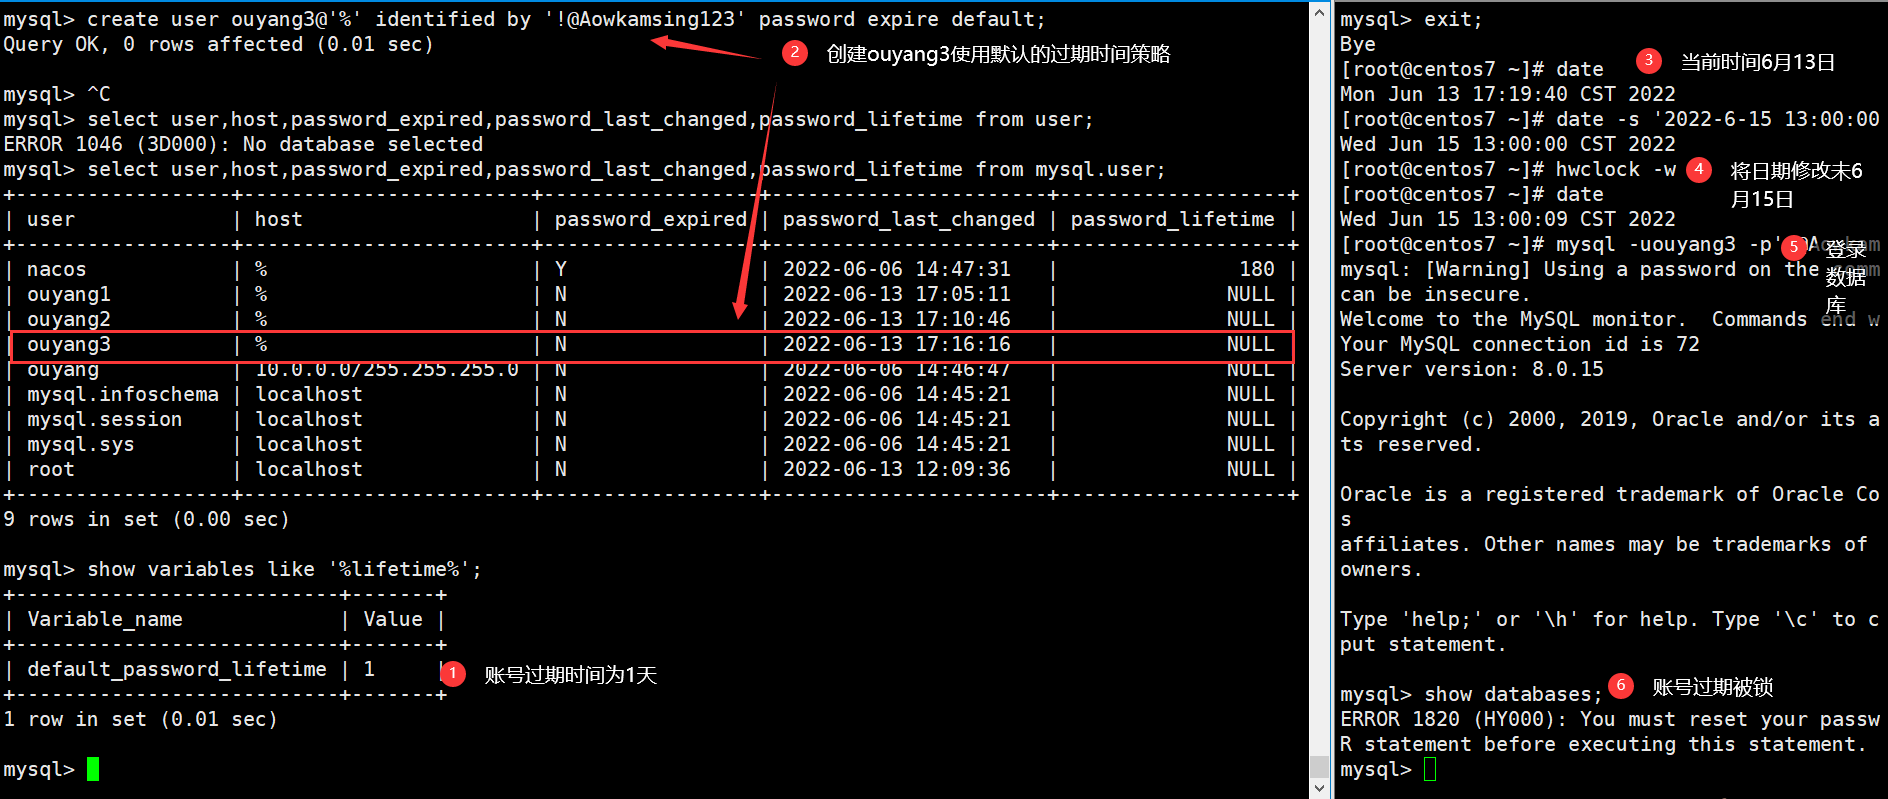 mysql> create user ouyang3@'%' identified by '!@Aowkamsing123' password expire default;
Query OK, 0 rows affected (0.01 sec)
2 创建ouyang3使用默认的过期时间策略
mysql> ^C
mysql> select user,host,password_expired,password_last_changed,password_lifetime from user;
ERROR 1046 (3D000): No database selected
mysql> select user,host,password_expired,password_last_changed,password_lifetime from mysql.user;
+------------------+-----------------------+------------------+-----------------------+-------------------+
| user | host | password_expired | password_last_changed | password_lifetime |
+------------------+-----------------------+------------------+-----------------------+-------------------+
| nacos | % | Y | 2022-06-06 14:47:31 | 180 |
| ouyang1 | % | N | 2022-06-13 17:05:11 | NULL |
| ouyang2 | % | N | 2022-06-13 17:10:46 | NULL |
| ouyang3 | % | N | 2022-06-13 17:16:16 | NULL |
| ouyang | 10.0.0.0/255.255.255.0 | N | 2022-06-06 14:46:47 | NULL |
| mysql.infoschema | localhost | N | 2022-06-06 14:45:21 | NULL |
| mysql.session | localhost | N | 2022-06-06 14:45:21 | NULL |
| mysql.sys | localhost | N | 2022-06-06 14:45:21 | NULL |
| root | localhost | N | 2022-06-13 12:09:36 | NULL |
+------------------+-----------------------+------------------+-----------------------+-------------------+
9 rows in set (0.00 sec)
mysql> show variables like '%lifetime%';
+---------------------------+-------+
| Variable_name | Value |
+---------------------------+-------+
| default_password_lifetime | 1 |
1 账号过期时间为1天
+---------------------------+-------+
1 row in set (0.01 sec)
mysql>
mysql> exit;
Bye
[root@centos7 ~]# date
3 当前时间6月13日
Mon Jun 13 17:19:40 CST 2022
[root@centos7 ~]# date -s '2022-6-15 13:00:00
Wed Jun 15 13:00:00 CST 2022
[root@centos7 ~]# hwclock -w
4 将日期修改未6
月15日
[root@centos7 ~]# date
Wed Jun 15 13:00:09 CST 2022
[root@centos7 ~]# mysql -uouyang3 -p'
5 登录
数据
库
mysql: [Warning] Using a password on the comm
can be insecure.
Welcome to the MySQL monitor. Commands end w
Your MySQL connection id is 72
Server version: 8.0.15
Copyright (c) 2000, 2019, Oracle and/or its a
ts reserved.
Oracle is a registered trademark of Oracle Co
s
affiliates. Other names may be trademarks of
owners.
Type 'help;' or '\h' for help. Type '\c' to c
put statement.
mysql> show databases;
6 账号过期被锁
ERROR 1820 (HY000): You must reset your passw
R statement before executing this statement.
mysql>